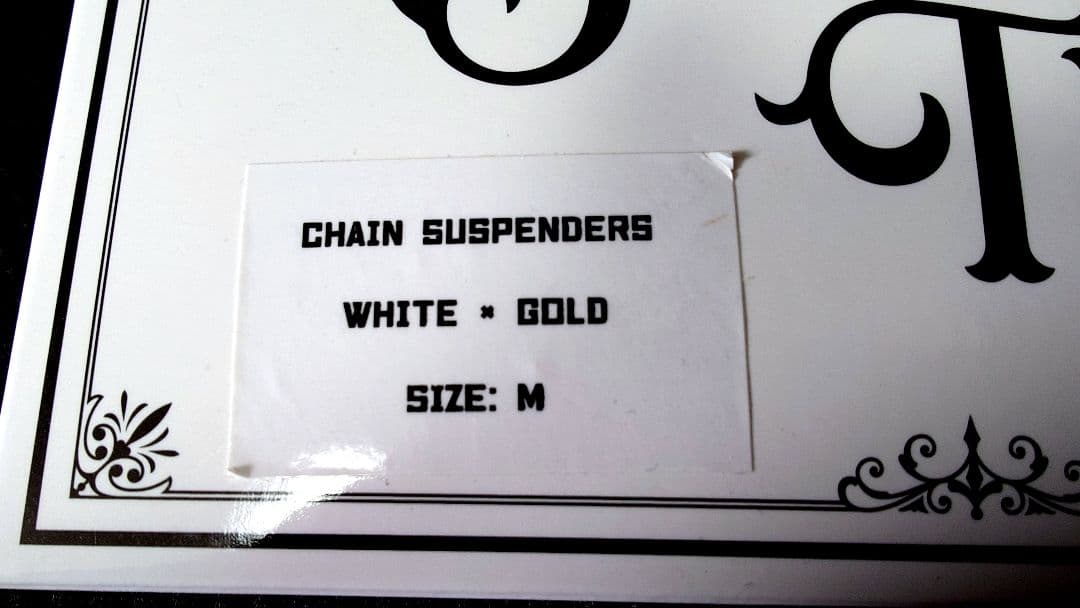 CHAIN SUSPENDERS
WHITE × GOLD
SIZE: M